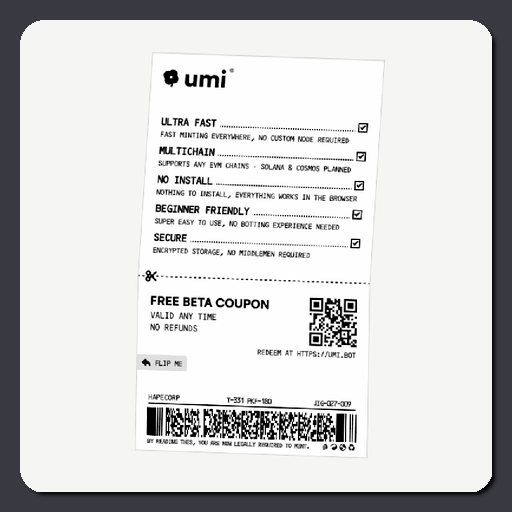 umi®
ULTRA FAST
FAST MINTING EVERYWHERE, NO CUSTOM NODE REQUIRED
MULTICHAIN
SUPPORTS ANY EVM CHAINS - SOLANA & COSMOS PLANNED
NO INSTALL
NOTHING TO INSTALL, EVERYTHING WORKS IN THE BROWSER
BEGINNER FRIENDLY
SUPER EASY TO USE, NO BOTTING EXPERIENCE NEEDED
SECURE
ENCRYPTED STORAGE, NO MIDDLEMEN REQUIRED
FREE BETA COUPON
VALID ANY TIME
NO REFUNDS
REDEEM AT HTTPS://UMI.BOT
FLIP ME
HAPECORP T-331 PKF-18D JIG-027-009
BY READING THIS, YOU ARE NOW LEGALLY REQUIRED TO MINT.